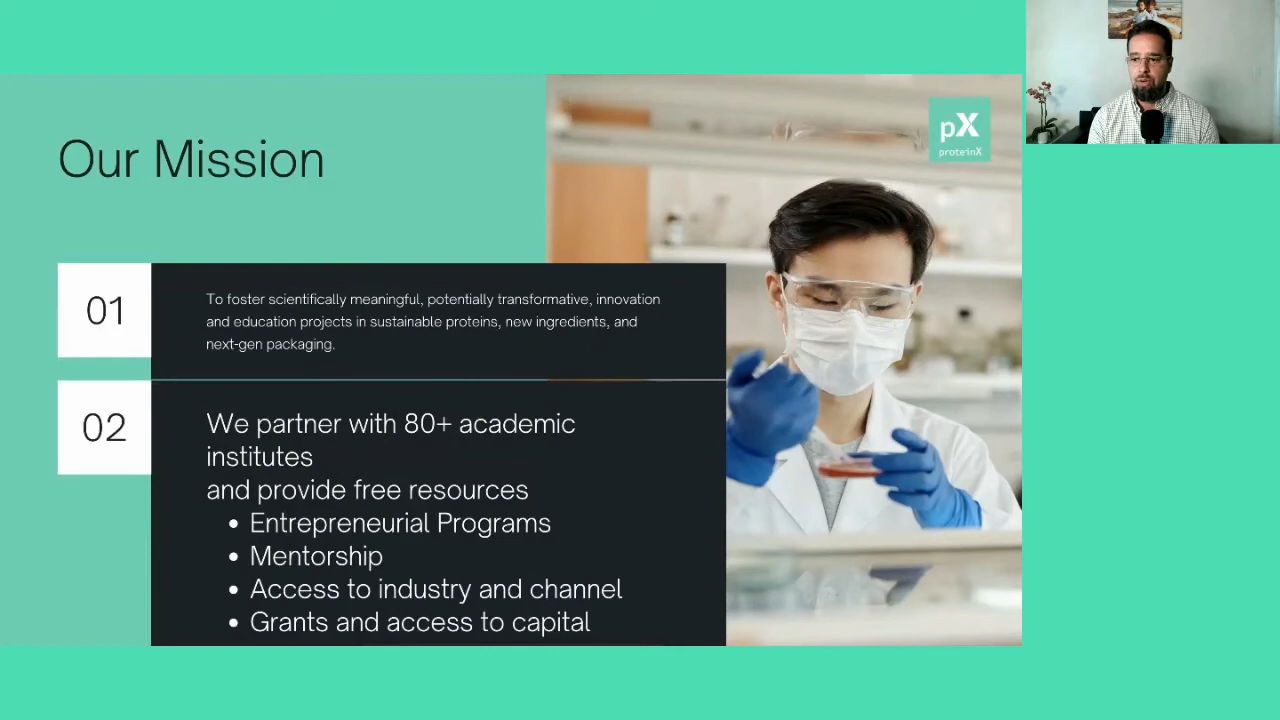 Our Mission
pX
proteinX
01
To foster scientifically meaningful, potentially transformative, innovation
and education projects in sustainable proteins, new ingredients, and
next-gen packaging.
02
We partner with 80+ academic
institutes
and provide free resources
• Entrepreneurial Programs
• Mentorship
• Access to industry and channel
• Grants and access to capital